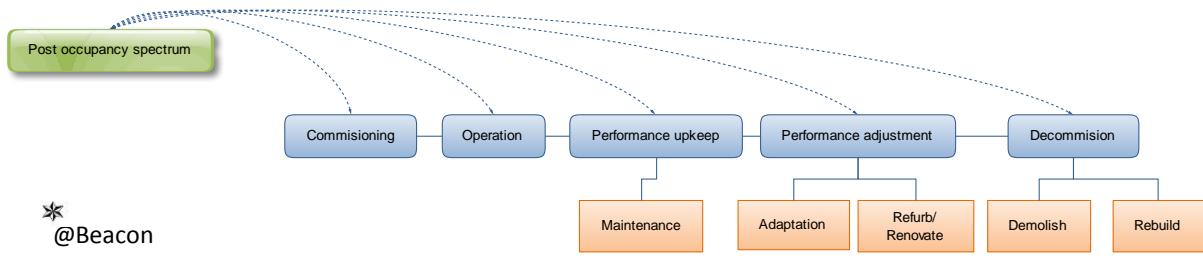 Post occupancy spectrum
Commisioning
Operation
Performance upkeep
Performance adjustment
Decommision
Maintenance
Adaptation
Refurb/
Renovate
Demolish
Rebuild
@Beacon